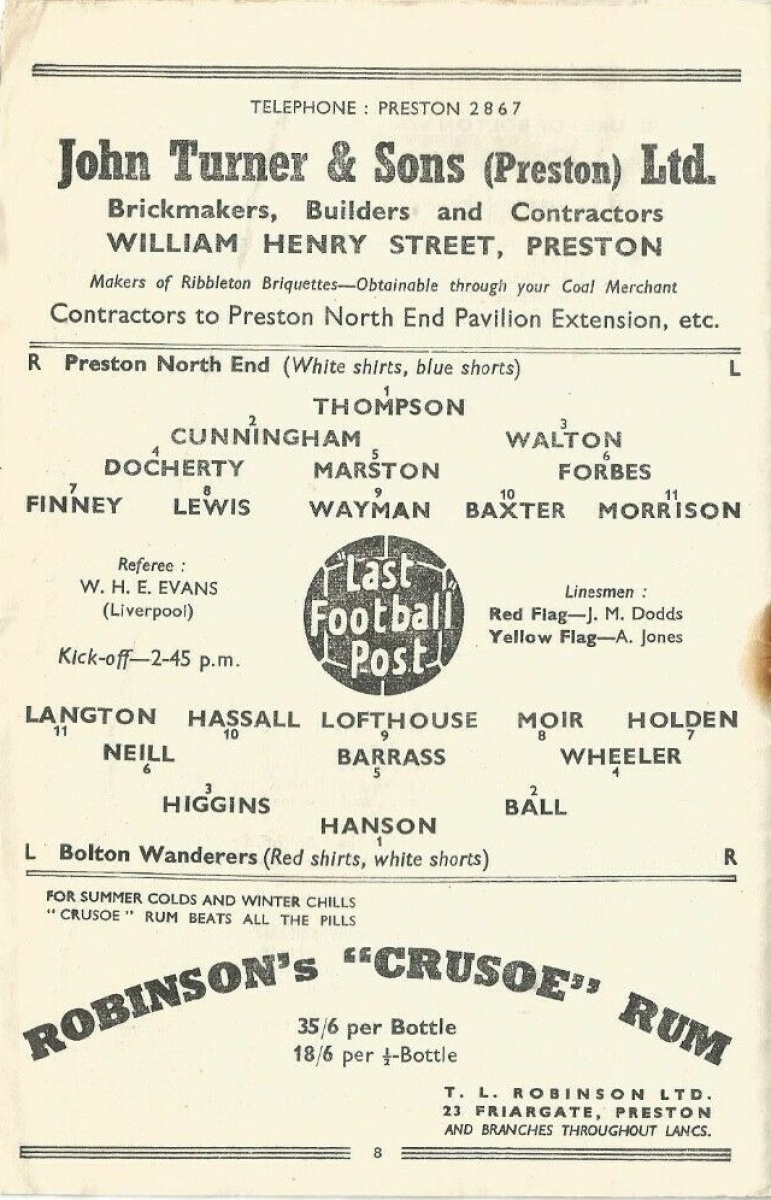 TELEPHONE : PRESTON 2867
John Turner & Sons (Preston) Ltd.
Brickmakers, Builders and Contractors
WILLIAM HENRY STREET, PRESTON
Makers of Ribbleton Briquettes—Obtainable through your Coal Merchant
Contractors to Preston North End Pavilion Extension, etc.
R Preston North End (White shirts, blue shorts) L
1
THOMPSON
2 3
CUNNINGHAM WALTON
4 5 6
DOCHERTY MARSTON FORBES
7 8 9 10 11
FINNEY LEWIS WAYMAN BAXTER MORRISON
Referee :
W. H. E. EVANS
(Liverpool)
Kick-off—2-45 p.m.
"Last
Football"
Post
Linesmen :
Red Flag—J. M. Dodds
Yellow Flag—A. Jones
LANGTON HASSALL LOFTHOUSE MOIR HOLDEN
11 10 9 8 7
NEILL BARRASS WHEELER
6 5 4
3 2
HIGGINS BALL
HANSON
1
L Bolton Wanderers (Red shirts, white shorts) R
FOR SUMMER COLDS AND WINTER CHILLS
"CRUSOE" RUM BEATS ALL THE PILLS
ROBINSON's "CRUSOE" RUM
35/6 per Bottle
18/6 per ½-Bottle
T. L. ROBINSON LTD.
23 FRIARGATE, PRESTON
AND BRANCHES THROUGHOUT LANCS.
8